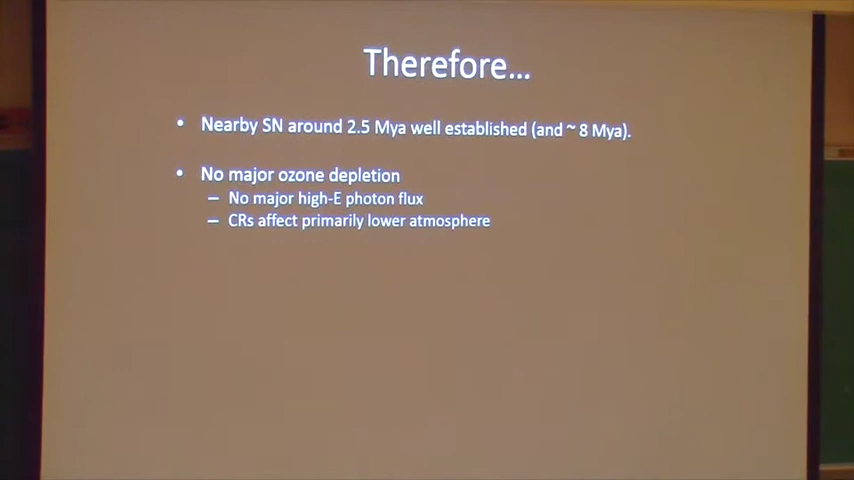 Therefore...
• Nearby SN around 2.5 Mya well established (and ~ 8 Mya).
• No major ozone depletion
– No major high-E photon flux
– CRs affect primarily lower atmosphere